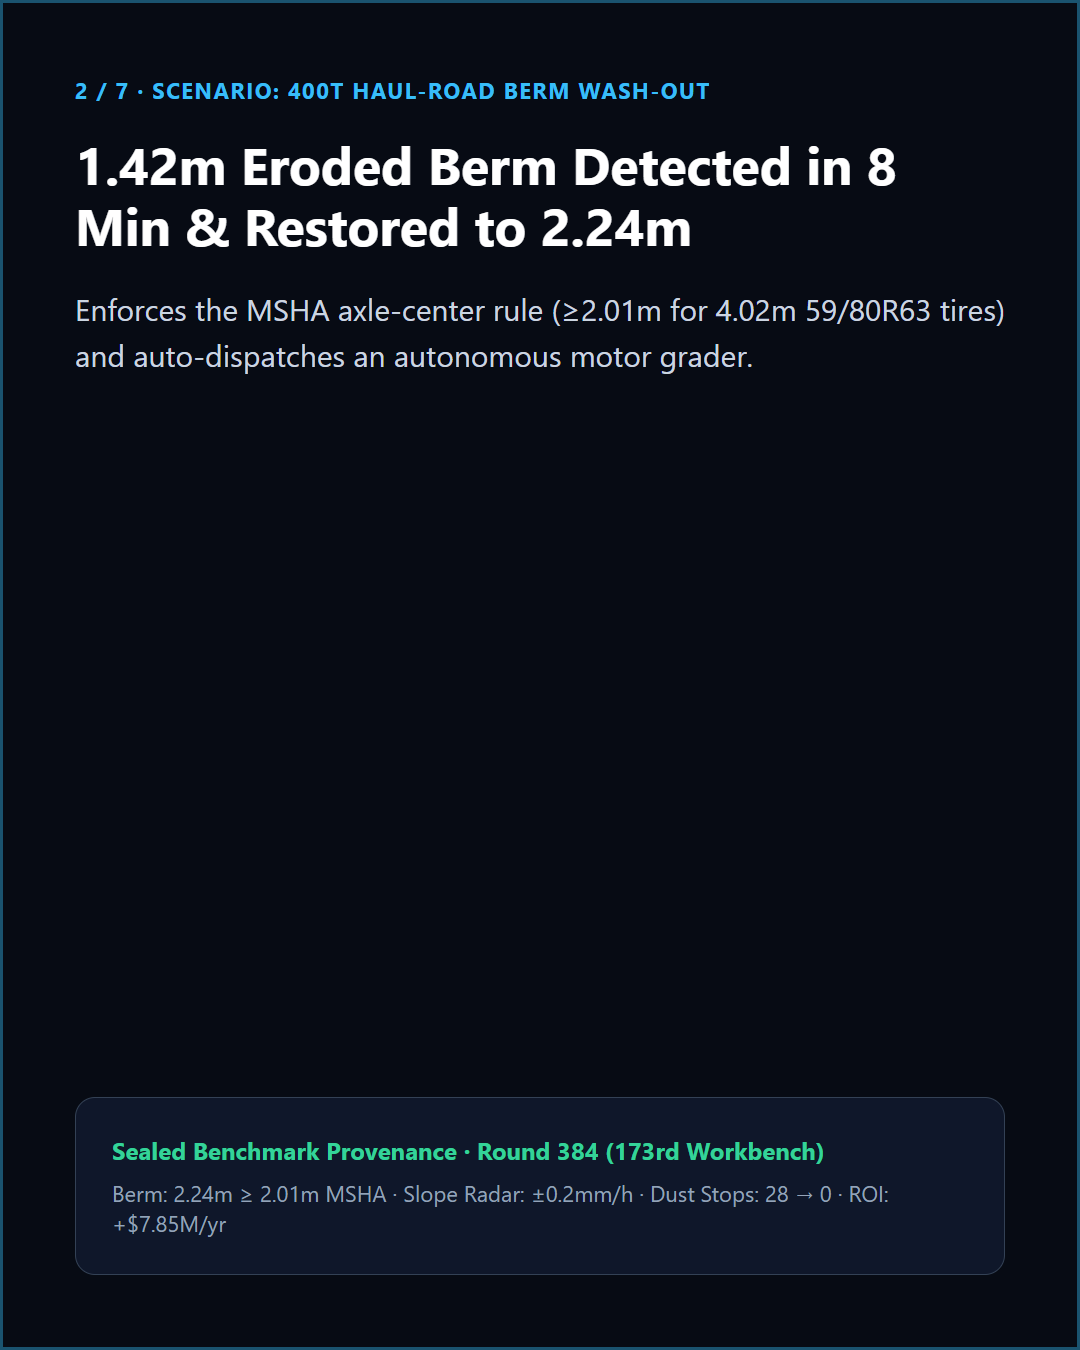 2 / 7 · SCENARIO: 400T HAUL-ROAD BERM WASH-OUT
1.42m Eroded Berm Detected in 8
Min & Restored to 2.24m
Enforces the MSHA axle-center rule (≥2.01m for 4.02m 59/80R63 tires)
and auto-dispatches an autonomous motor grader.
Sealed Benchmark Provenance · Round 384 (173rd Workbench)
Berm: 2.24m ≥ 2.01m MSHA · Slope Radar: ±0.2mm/h · Dust Stops: 28 → 0 · ROI:
+$7.85M/yr